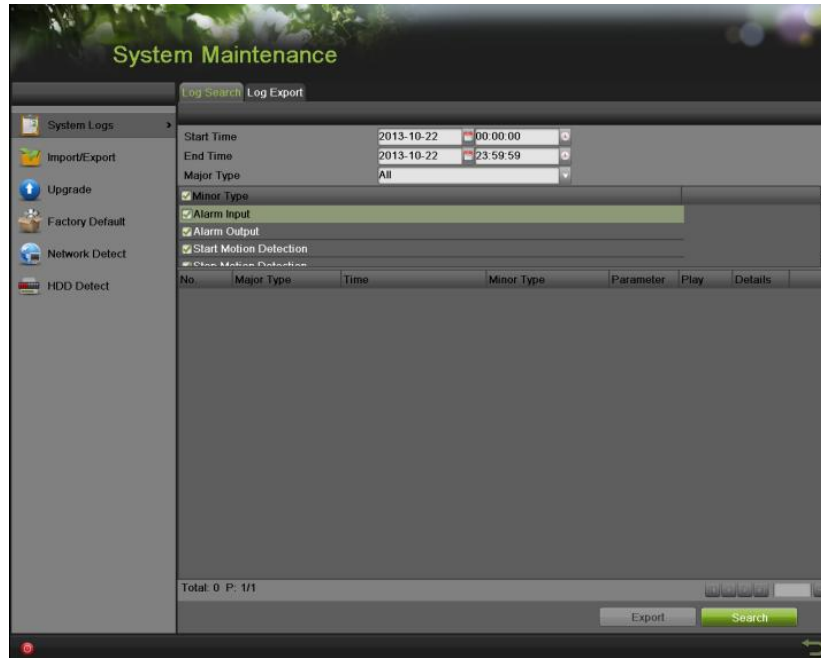 System Maintenance
Log Search Log Export
System Logs >
Import/Export
Upgrade
Factory Default
Network Detect
HDD Detect
Start Time 2013-10-22 00:00:00
End Time 2013-10-22 23:59:59
Major Type All
Minor Type
Alarm Input
Alarm Output
Start Motion Detection
Stop Motion Detection
No. Major Type Time Minor Type Parameter Play Details
Total: 0 P: 1/1
Export Search